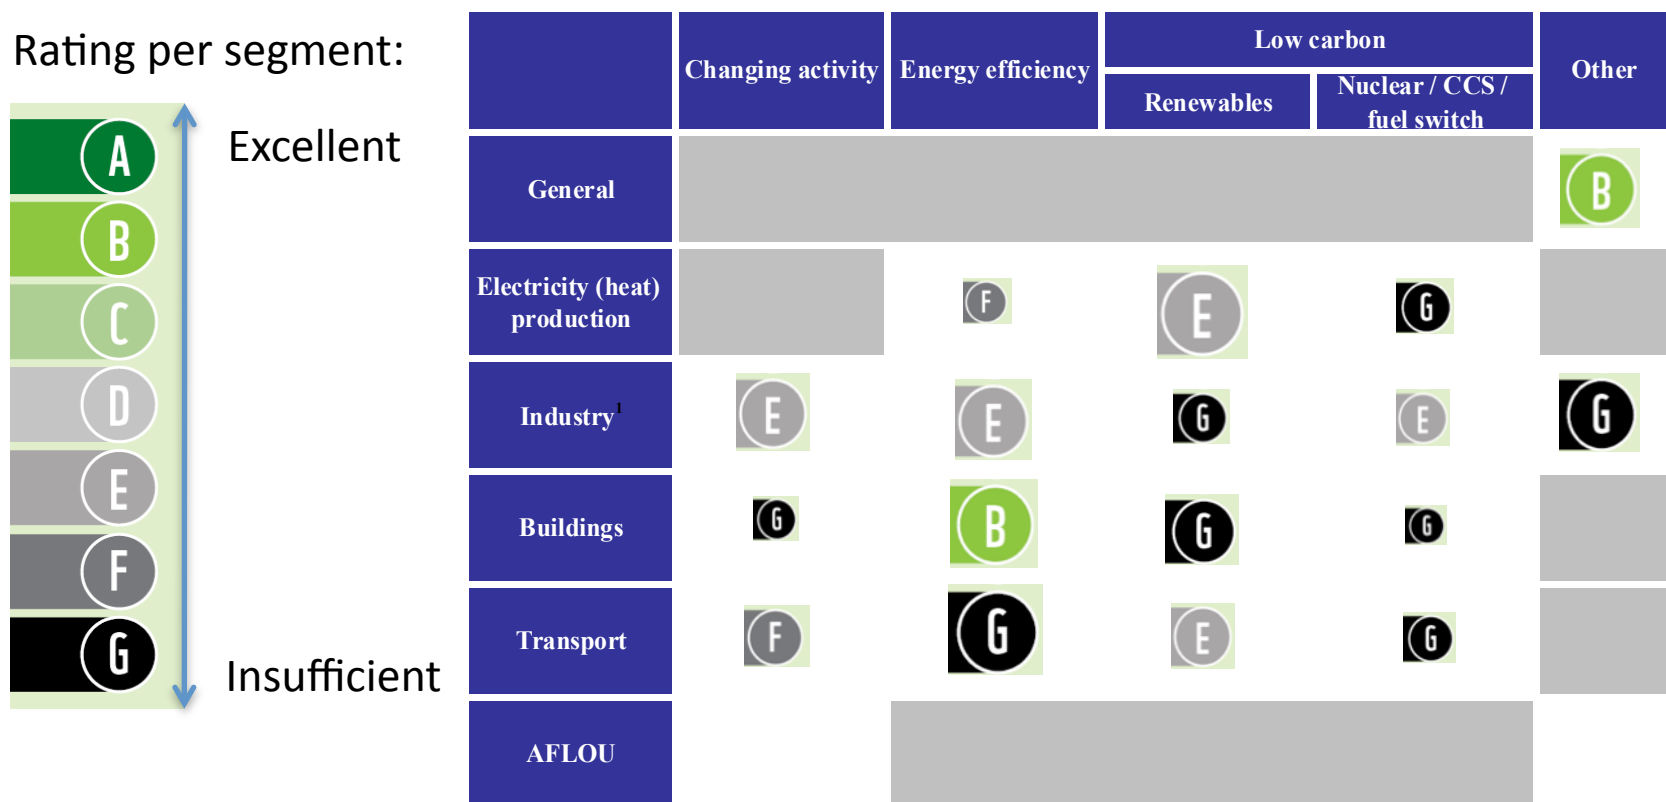 Rating per segment:
Excellent
A
B
C
D
E
F
G
Insufficient
Changing activity
Energy efficiency
Low carbon
Renewables
Nuclear / CCS /
fuel switch
Other
General
B
Electricity (heat)
production
F
E
G
Industry1
E
E
G
E
G
Buildings
G
B
G
G
Transport
F
G
E
G
AFLOU